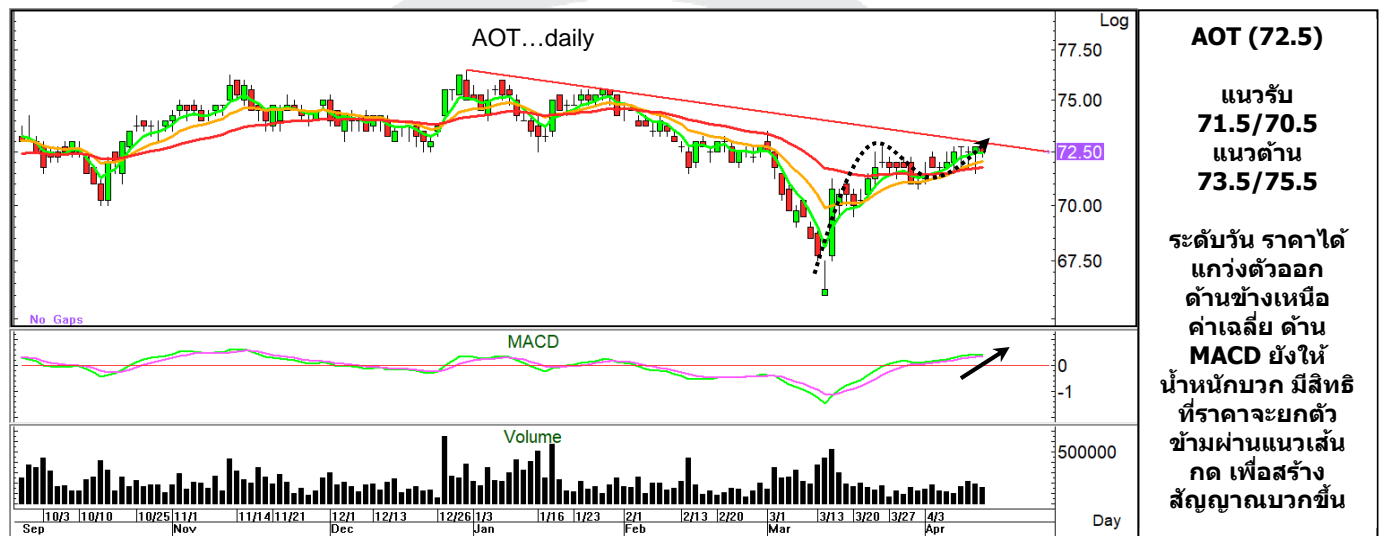 AOT...daily
Log
77.50
75.00
72.50
70.00
67.50
No Gaps
MACD
0
-1
Volume
500000
10/3 10/10 10/25 11/1 11/14 11/21 12/1 12/13 12/26 1/3 1/16 1/23 2/1 2/13 2/20 3/1 3/13 3/20 3/27 4/3
Sep Nov Dec Jan Feb Mar Apr
Day
AOT (72.5)
แนวรับ
71.5/70.5
แนวต้าน
73.5/75.5
ระดับวัน ราคาได้
แกว่งตัวออก
ด้านข้างเหนือ
ค่าเฉลี่ย ด้าน
MACD ยังให้
น้ำหนักบวก มีสิทธิ
ที่ราคาจะยกตัว
ข้ามผ่านแนวเส้น
กด เพื่อสร้าง
สัญญาณบวกขึ้น